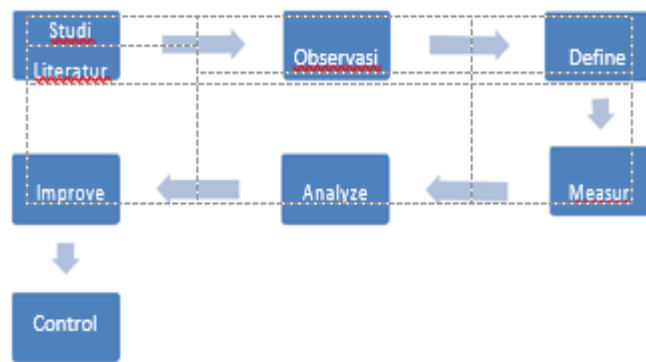 Studi
Literatur
Observasi
Define
Measur
Analyze
Improve
Control